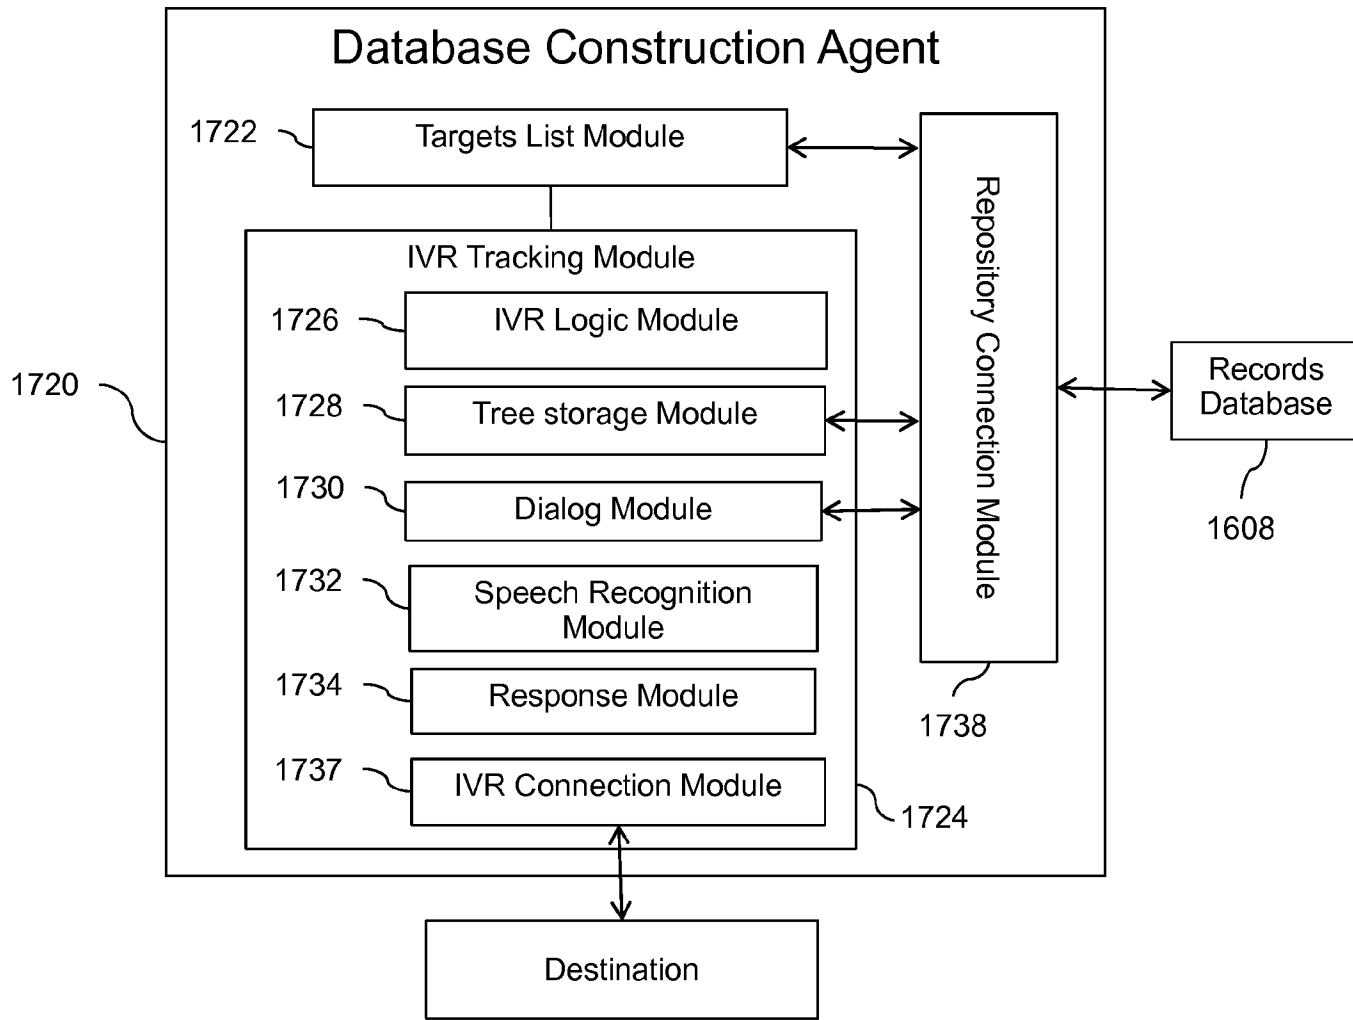 Database Construction Agent
1722
Targets List Module
IVR Tracking Module
1726
IVR Logic Module
1720
1728
Tree storage Module
1730
Dialog Module
1732
Speech Recognition
Module
1734
Response Module
1737
IVR Connection Module
1724
Repository Connection Module
1738
Records
Database
1608
Destination